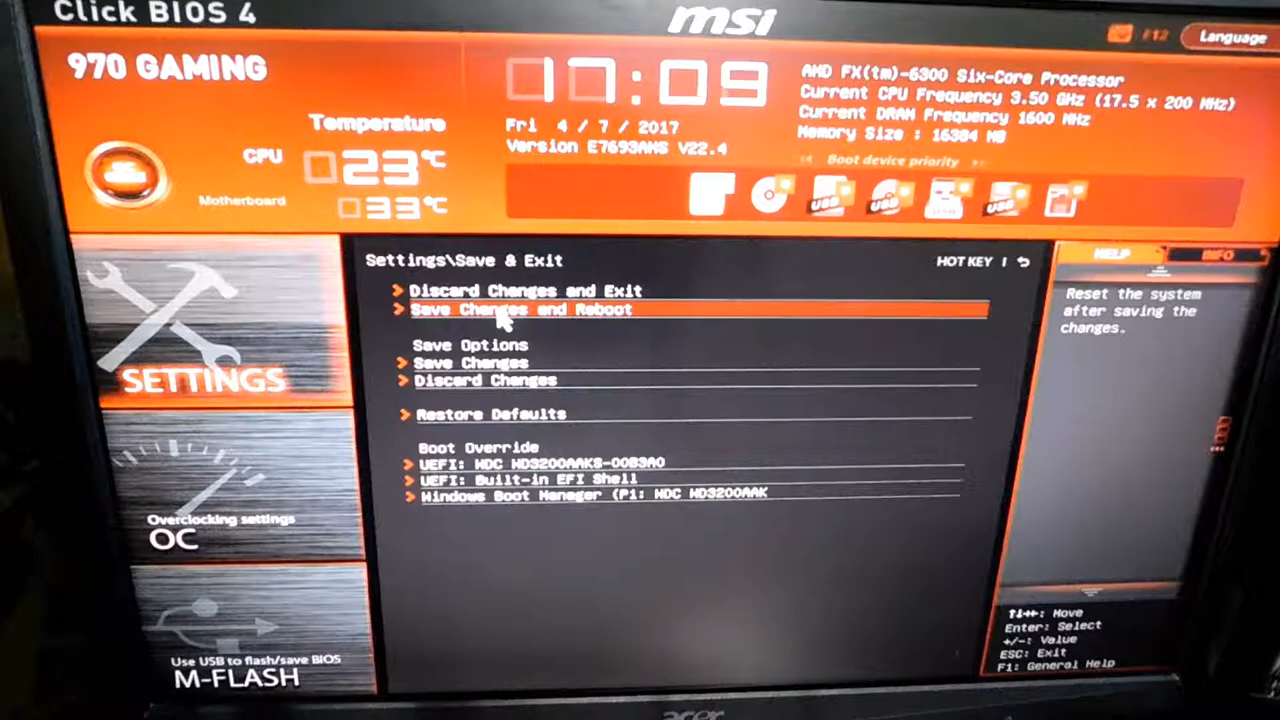 Click BIOS 4
msi
F12
Language
970 GAMING
17:09
Fri 4 / 7 / 2017
Version E7693AMS V22.4
AMD FX(tm)-6300 Six-Core Processor
Current CPU Frequency 3.50 GHz (17.5 x 200 MHz)
Current DRAM Frequency 1600 MHz
Memory Size : 16384 MB
Temperature
CPU 23°C
Motherboard 33°C
Boot device priority
USB
USB
USB
USB
Settings\Save & Exit
HOT KEY
HELP
INFO
> Discard Changes and Exit
> Save Changes and Reboot
Save Options
> Save Changes
> Discard Changes
> Restore Defaults
Boot Override
> UEFI: WDC WD3200AAKS-00B3A0
> UEFI: Built-in EFI Shell
> Windows Boot Manager (P1: WDC WD3200AAK
Reset the system
after saving the
changes.
SETTINGS
Overclocking settings
OC
Use USB to flash/save BIOS
M-FLASH
↑↓←→: Move
Enter: Select
+/-: Value
ESC: Exit
F1: General Help
acer